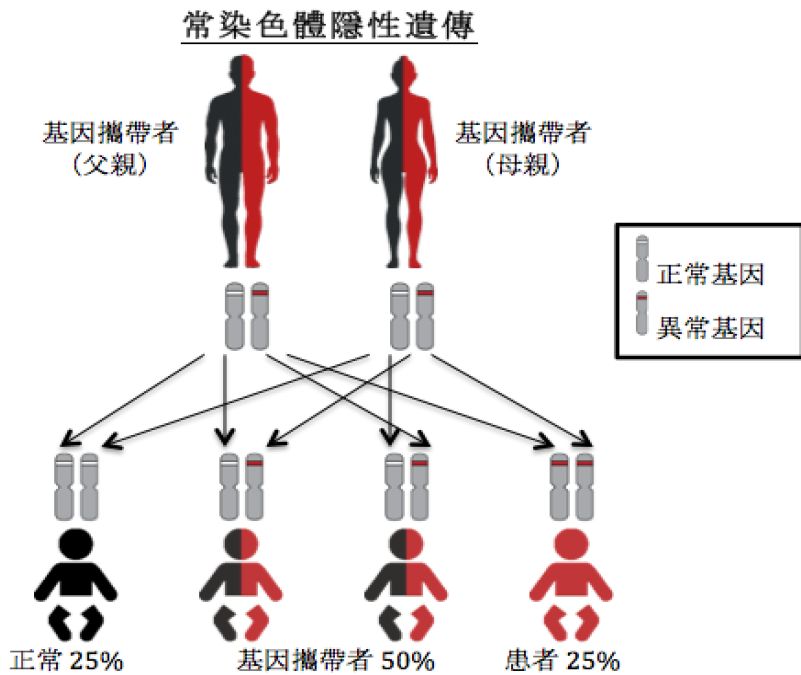 常染色體隱性遺傳
基因攜帶者
（父親）
基因攜帶者
（母親）
正常基因
異常基因
正常 25%
基因攜帶者 50%
患者 25%